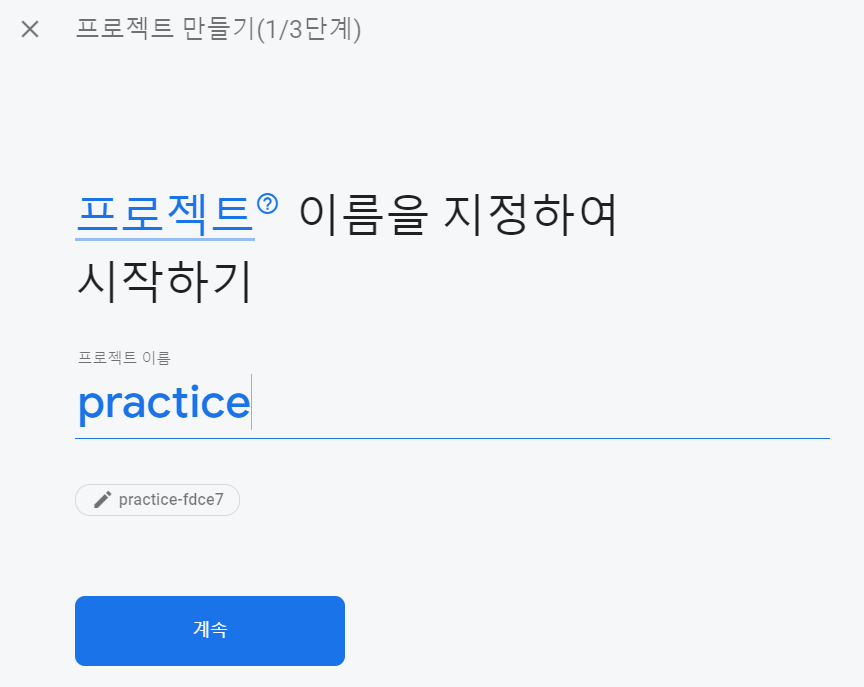 프로젝트 만들기(1/3단계)
프로젝트? 이름을 지정하여
시작하기
프로젝트 이름
practice
practice-fdce7
계속